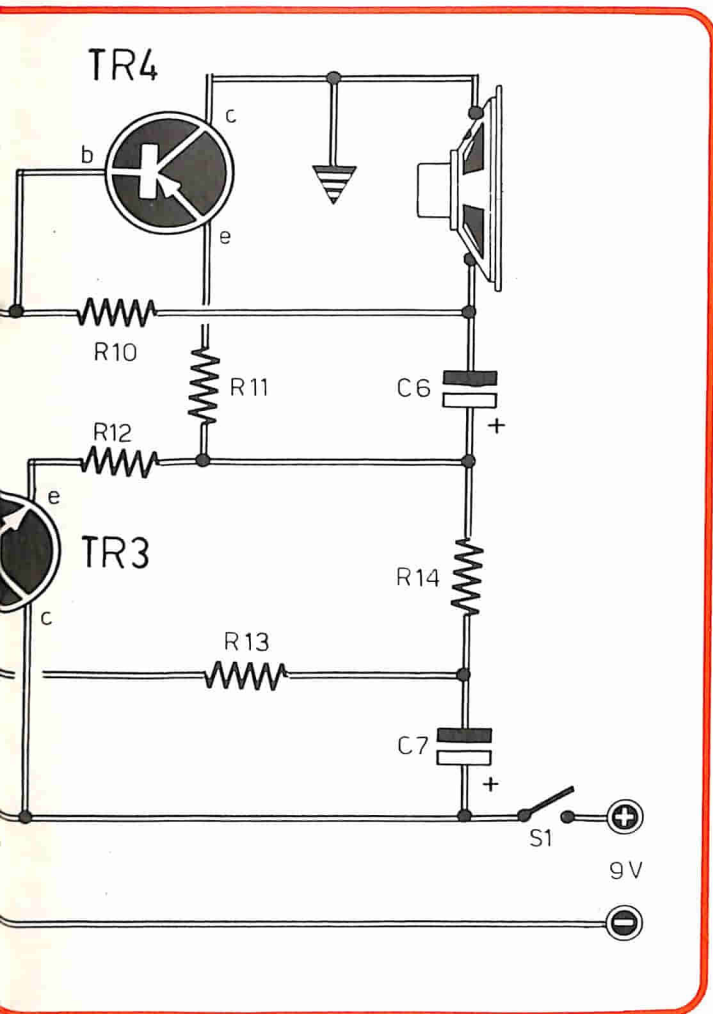 TR4
c
b
e
R10
R11
C6
+
R12
e
TR3
R14
c
R13
C7
+
+
S1
9V
−